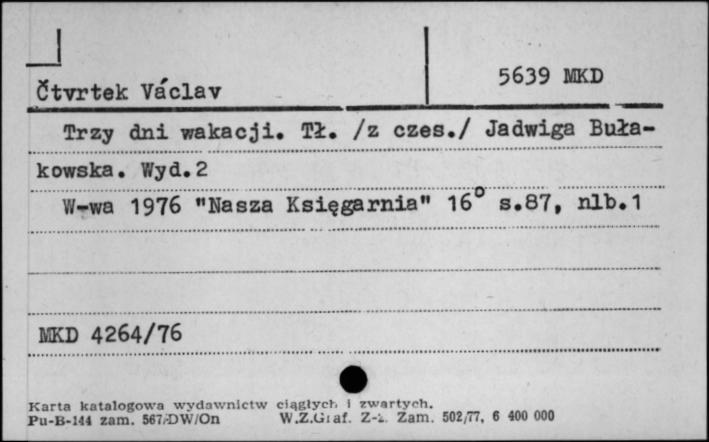 Čtvrtek Václav 5639 MKD
Trzy dni wakacji. Tł. /z czes./ Jadwiga Buła-
kowska. Wyd.2
W-wa 1976 "Nasza Księgarnia" 16° s.87, nlb.1
MKD 4264/76
Karta katalogowa wydawnictw ciągłych i zwartych.
Pu-B-144 zam. 567/DW/On W.Z.Graf. Z-2. Zam. 502/77, 6 400 000